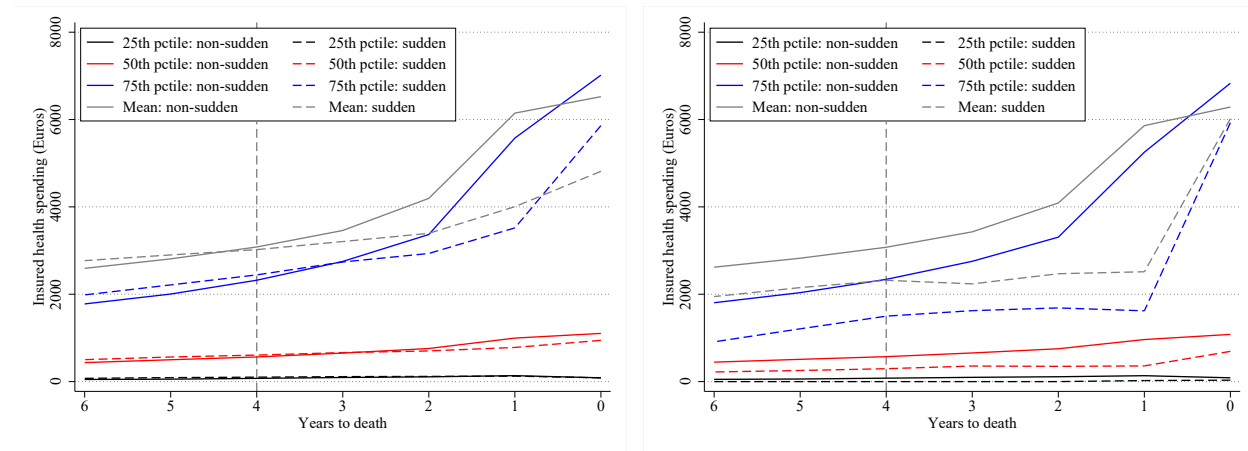 8000
6000
4000
2000
0
Insured health spending (Euros)
25th pctile: non-sudden 25th pctile: sudden
50th pctile: non-sudden 50th pctile: sudden
75th pctile: non-sudden 75th pctile: sudden
Mean: non-sudden Mean: sudden
6 5 4 3 2 1 0
Years to death
8000
6000
4000
2000
0
Insured health spending (Euros)
25th pctile: non-sudden 25th pctile: sudden
50th pctile: non-sudden 50th pctile: sudden
75th pctile: non-sudden 75th pctile: sudden
Mean: non-sudden Mean: sudden
6 5 4 3 2 1 0
Years to death